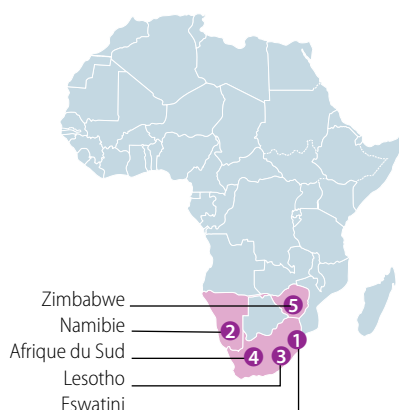 Zimbabwe
Namibie
Afrique du Sud
Lesotho
Eswatini
5
2
1
4
3